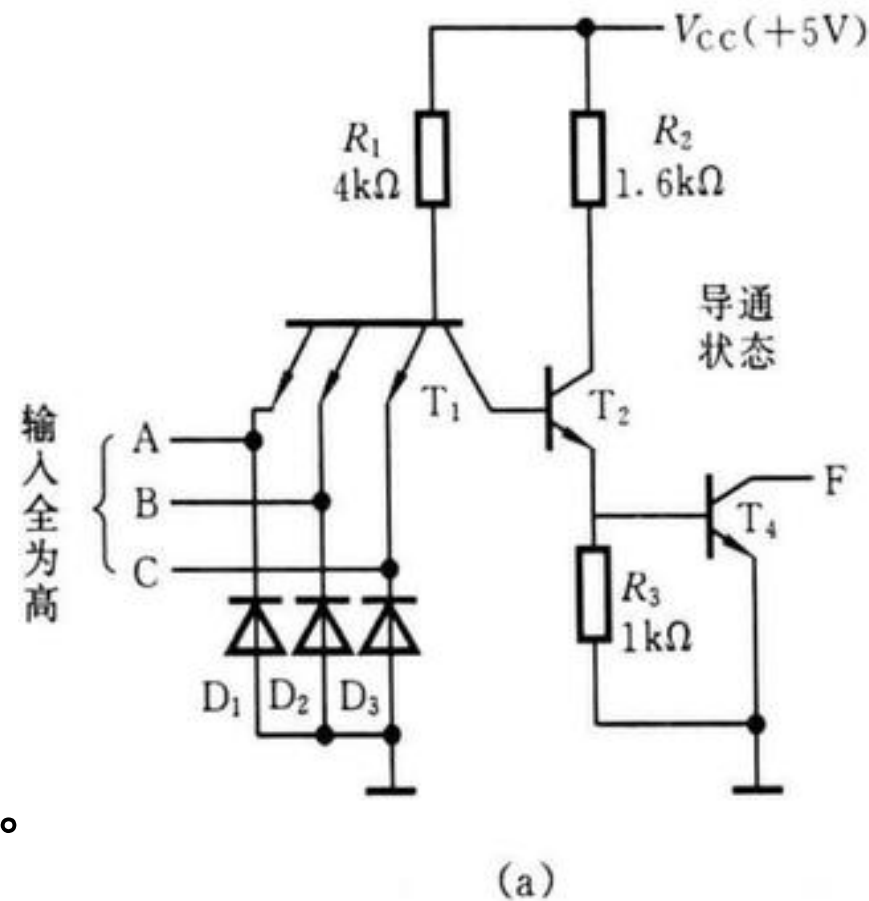 V_CC(+5V)
R₁
4kΩ
R₂
1.6kΩ
导通
状态
T₁
T₂
输入全为高
A
B
C
F
T₄
R₃
1kΩ
D₁ D₂ D₃
。
(a)